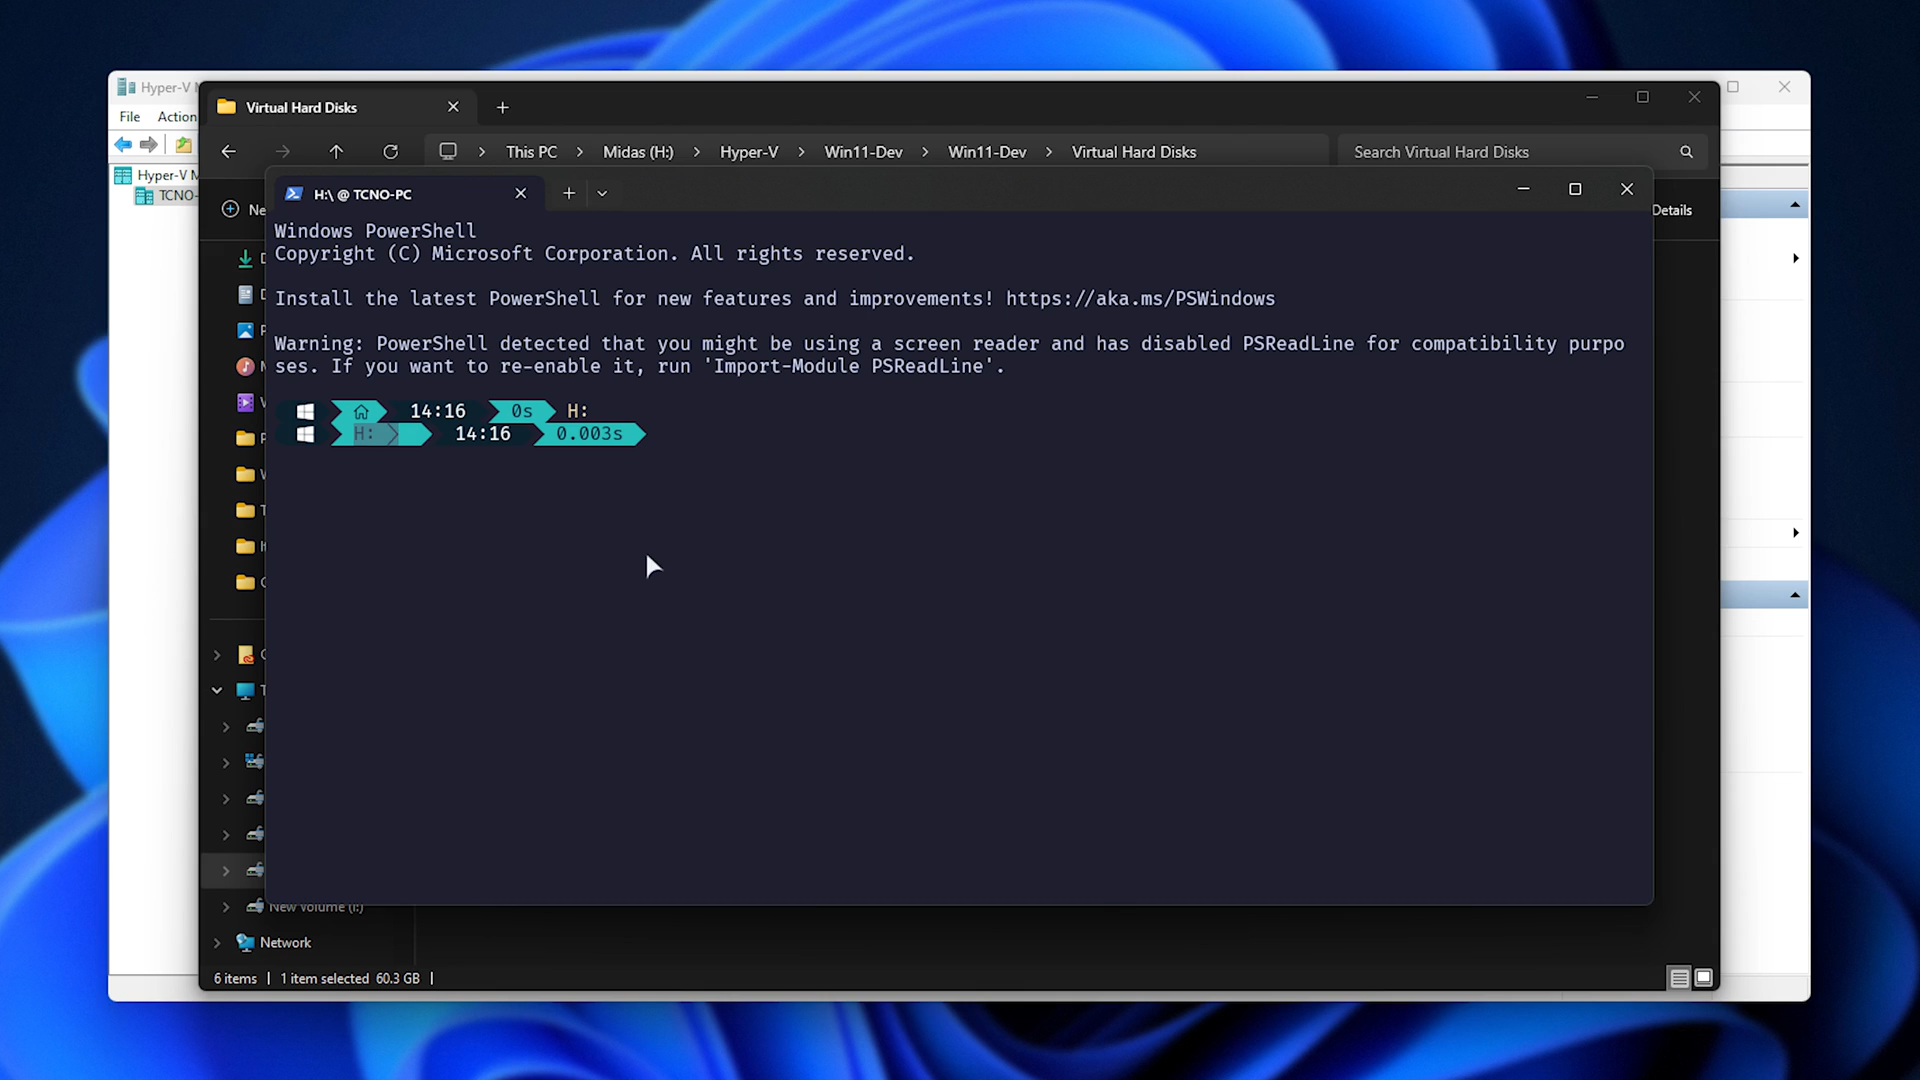 Hyper-V M
File Action
Hyper-V M
TCNO-
Virtual Hard Disks
This PC > Midas (H:) > Hyper-V > Win11-Dev > Win11-Dev > Virtual Hard Disks
Search Virtual Hard Disks
Ne
Details
H:\ @ TCNO-PC
Windows PowerShell
Copyright (C) Microsoft Corporation. All rights reserved.
Install the latest PowerShell for new features and improvements! https://aka.ms/PSWindows
Warning: PowerShell detected that you might be using a screen reader and has disabled PSReadLine for compatibility purpo
ses. If you want to re-enable it, run 'Import-Module PSReadLine'.
14:16 0s H:
H: 14:16 0.003s
New Volume (I:)
Network
6 items | 1 item selected 60.3 GB |